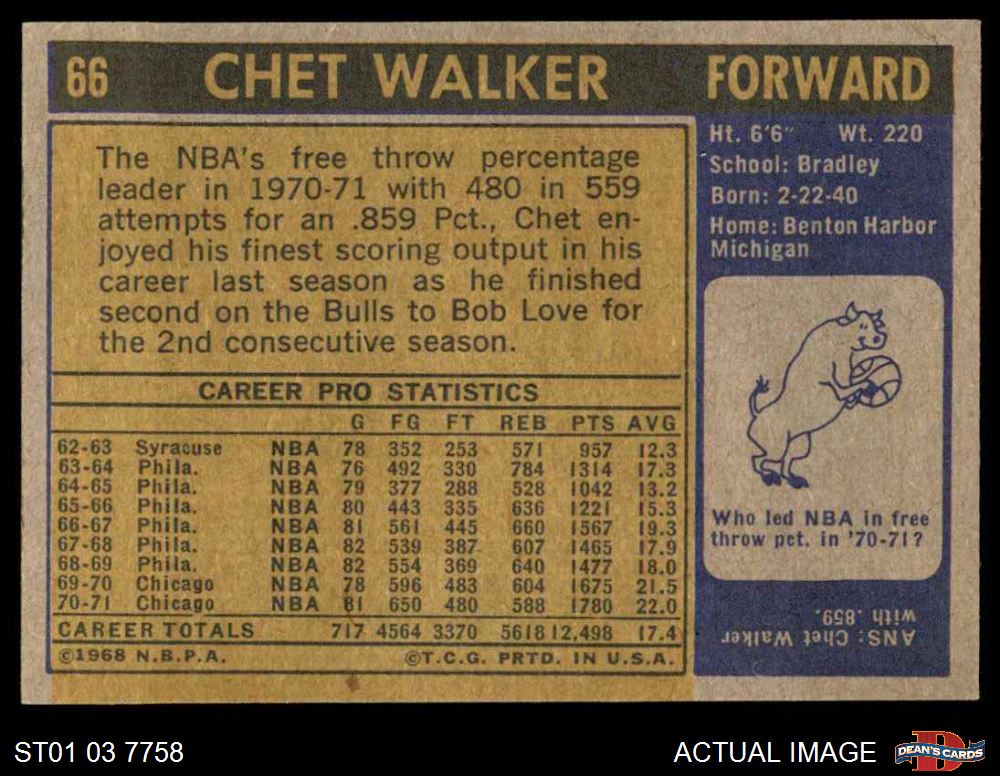 66 CHET WALKER FORWARD
The NBA's free throw percentage
leader in 1970-71 with 480 in 559
attempts for an .859 Pct., Chet en-
joyed his finest scoring output in his
career last season as he finished
second on the Bulls to Bob Love for
the 2nd consecutive season.
CAREER PRO STATISTICS
G FG FT REB PTS AVG
62-63 Syracuse NBA 78 352 253 571 957 12.3
63-64 Phila. NBA 76 492 330 784 1314 17.3
64-65 Phila. NBA 79 377 288 528 1042 13.2
65-66 Phila. NBA 80 443 335 636 1221 15.3
66-67 Phila. NBA 81 561 445 660 1567 19.3
67-68 Phila. NBA 82 539 387 607 1465 17.9
68-69 Phila. NBA 82 554 369 640 1477 18.0
69-70 Chicago NBA 78 596 483 604 1675 21.5
70-71 Chicago NBA 81 650 480 588 1780 22.0
CAREER TOTALS 717 4564 3370 5618 12,498 17.4
©1968 N.B.P.A. ©T.C.G. PRTD. IN U.S.A.
Ht. 6'6" Wt. 220
School: Bradley
Born: 2-22-40
Home: Benton Harbor
Michigan
Who led NBA in free
throw pct. in '70-71?
ANS: Chet Walker
with .859.
ST01 03 7758
ACTUAL IMAGE
D
DEAN'S CARDS